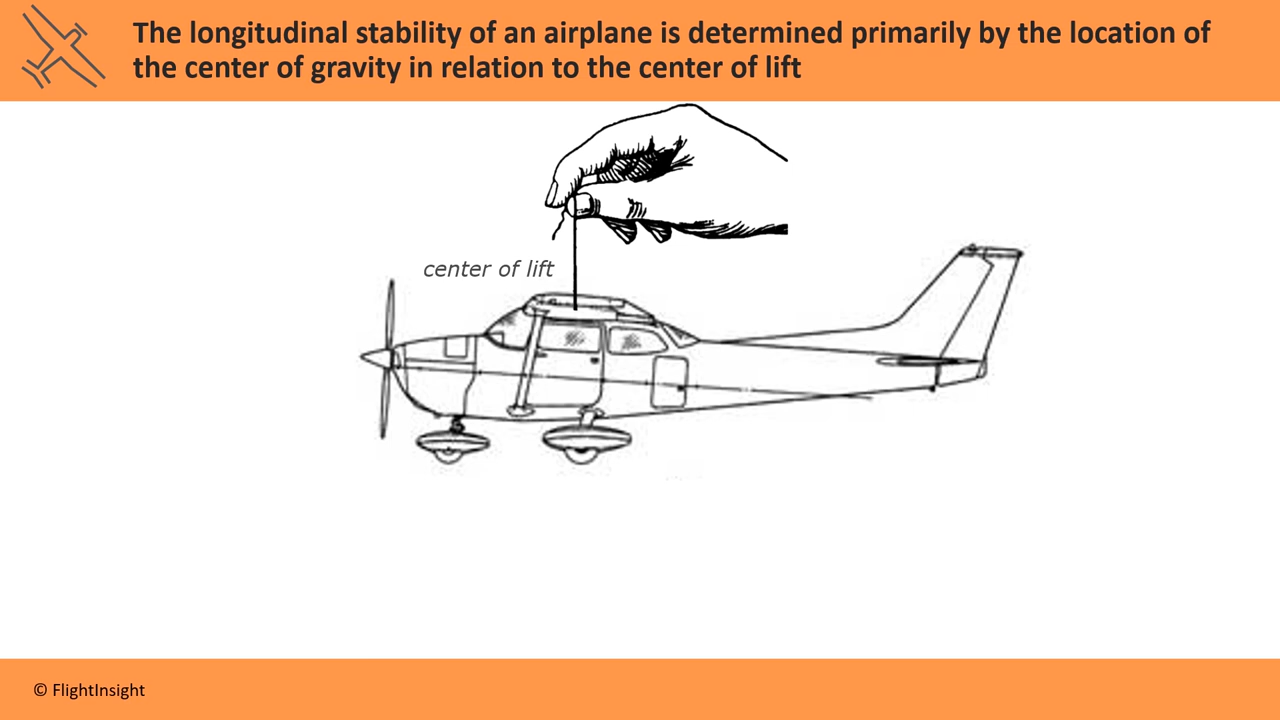 The longitudinal stability of an airplane is determined primarily by the location of
the center of gravity in relation to the center of lift
center of lift
© FlightInsight